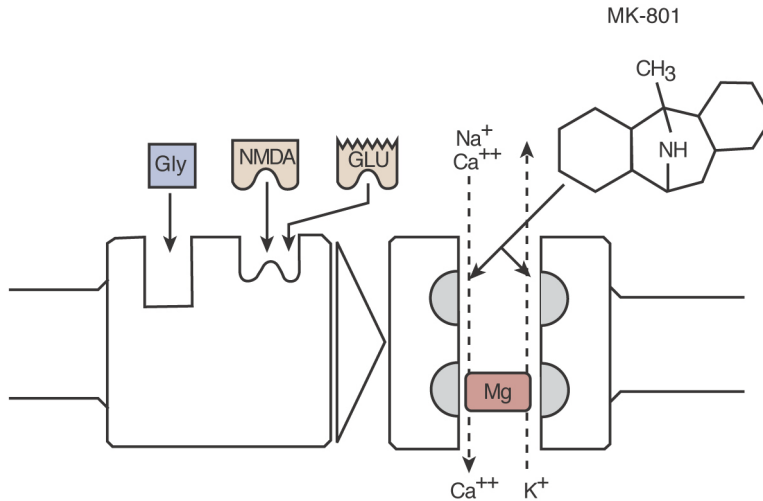 MK-801
CH3
NH
Na+
Ca++
Gly
NMDA
GLU
Mg
Ca++
K+